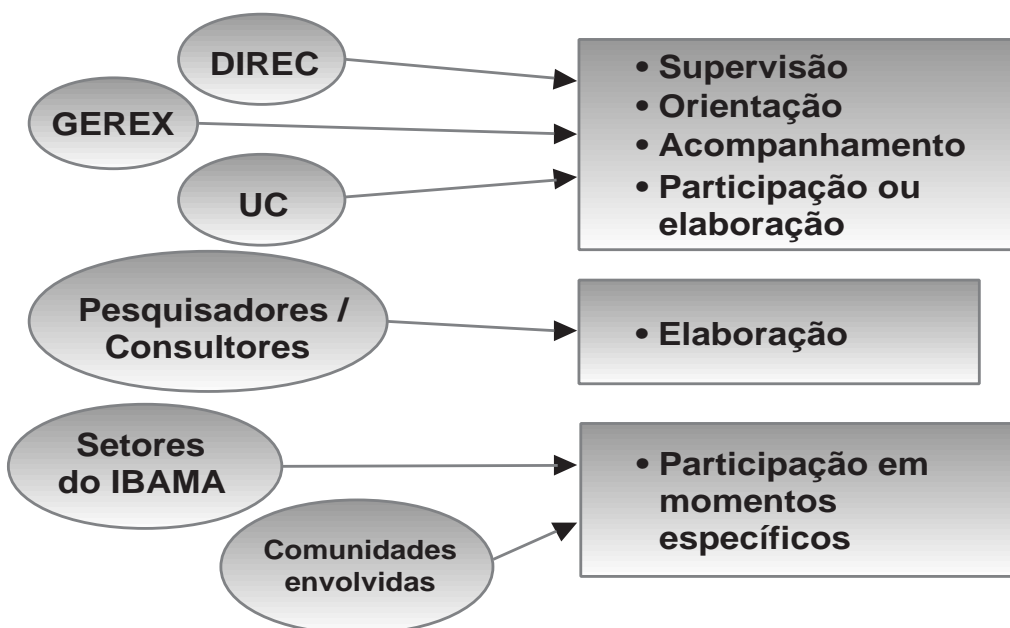 DIREC
GEREX
UC
• Supervisão
• Orientação
• Acompanhamento
• Participação ou
elaboração
Pesquisadores /
Consultores
• Elaboração
Setores
do IBAMA
Comunidades
envolvidas
• Participação em
momentos
específicos